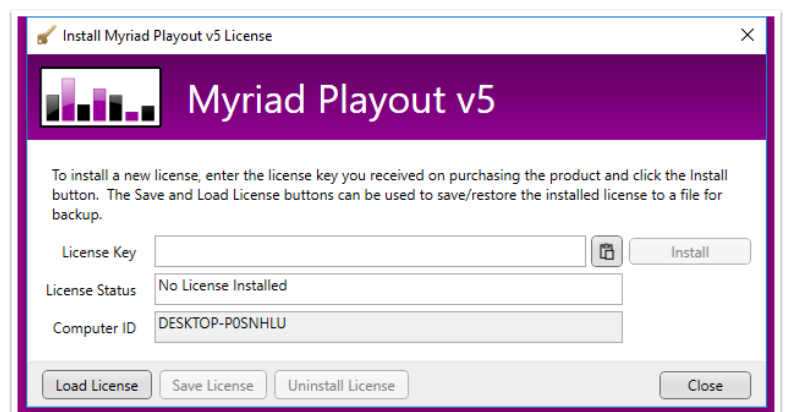 Install Myriad Playout v5 License
Myriad Playout v5
To install a new license, enter the license key you received on purchasing the product and click the Install
button. The Save and Load License buttons can be used to save/restore the installed license to a file for
backup.
License Key
Install
License Status No License Installed
Computer ID DESKTOP-P0SNHLU
Load License Save License Uninstall License Close